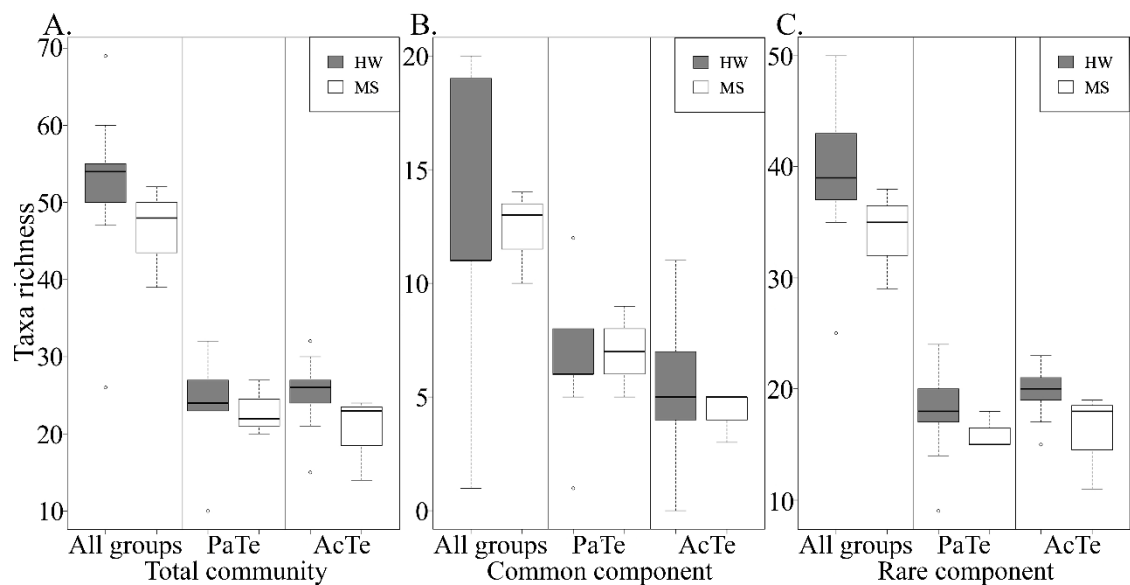 A.
B.
C.
HW
MS
HW
MS
HW
MS
Taxa richness
70
60
50
40
30
20
10
20
15
10
5
0
50
40
30
20
10
All groups PaTe AcTe
Total community
All groups PaTe AcTe
Common component
All groups PaTe AcTe
Rare component